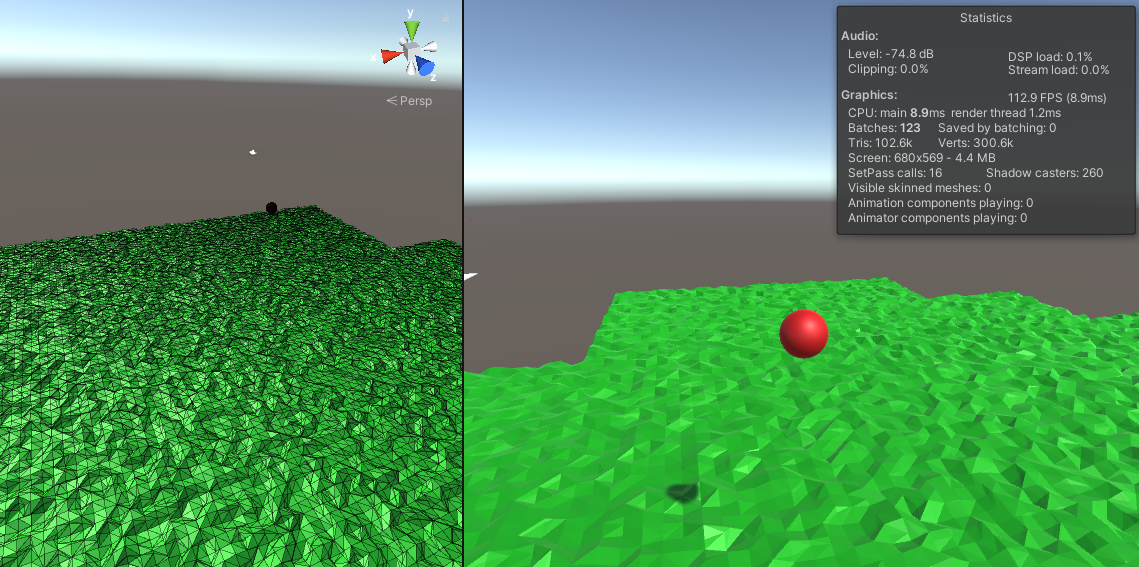 y
x
z
Persp
Statistics
Audio:
Level: -74.8 dB
DSP load: 0.1%
Clipping: 0.0%
Stream load: 0.0%
Graphics:
112.9 FPS (8.9ms)
CPU: main 8.9ms render thread 1.2ms
Batches: 123 Saved by batching: 0
Tris: 102.6k Verts: 300.6k
Screen: 680x569 - 4.4 MB
SetPass calls: 16 Shadow casters: 260
Visible skinned meshes: 0
Animation components playing: 0
Animator components playing: 0